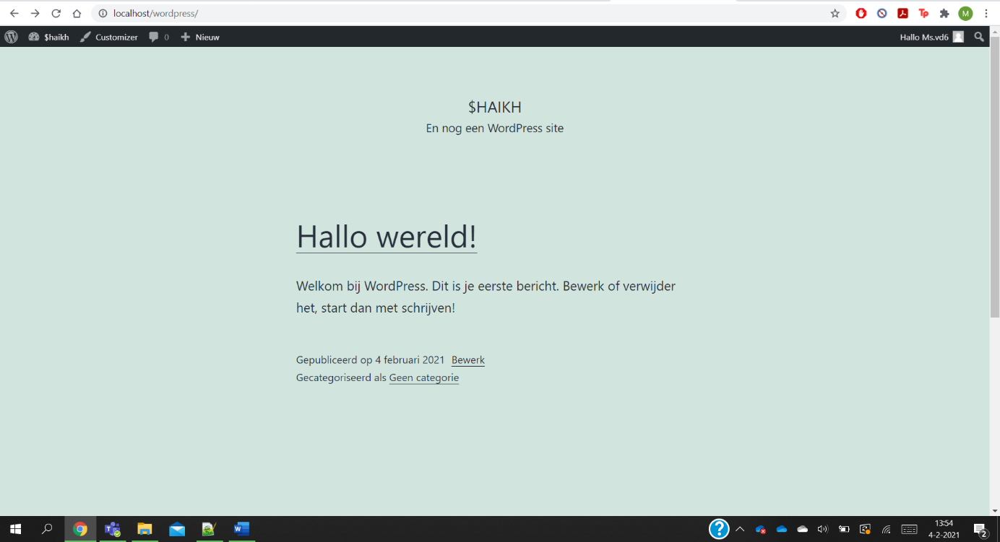 localhost/wordpress/
Tp
M
$haikh Customizer 0 Nieuw Hallo Ms.vd6
$HAIKH
En nog een WordPress site
Hallo wereld!
Welkom bij WordPress. Dit is je eerste bericht. Bewerk of verwijder
het, start dan met schrijven!
Gepubliceerd op 4 februari 2021 Bewerk
Gecategoriseerd als Geen categorie
13:54
4-2-2021
2